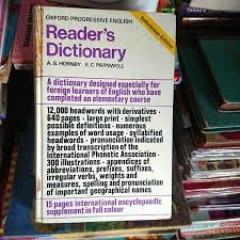 OXFORD PROGRESSIVE ENGLISH
Reader's
Dictionary
A. S. HORNBY E. C. PARNWELL
A dictionary designed especially for
foreign learners of English who have
completed an elementary course
12,000 headwords with derivatives ·
640 pages · large print · simplest
possible definitions · numerous
examples of word usage · syllabified
headwords · pronunciation indicated
by broad transcription of the
International Phonetic Association ·
300 illustrations · appendices of
abbreviations, prefixes, suffixes,
irregular verbs, weights and
measures, spelling and pronunciation
of important geographical names
15 pages international encyclopaedic
supplement in full colour